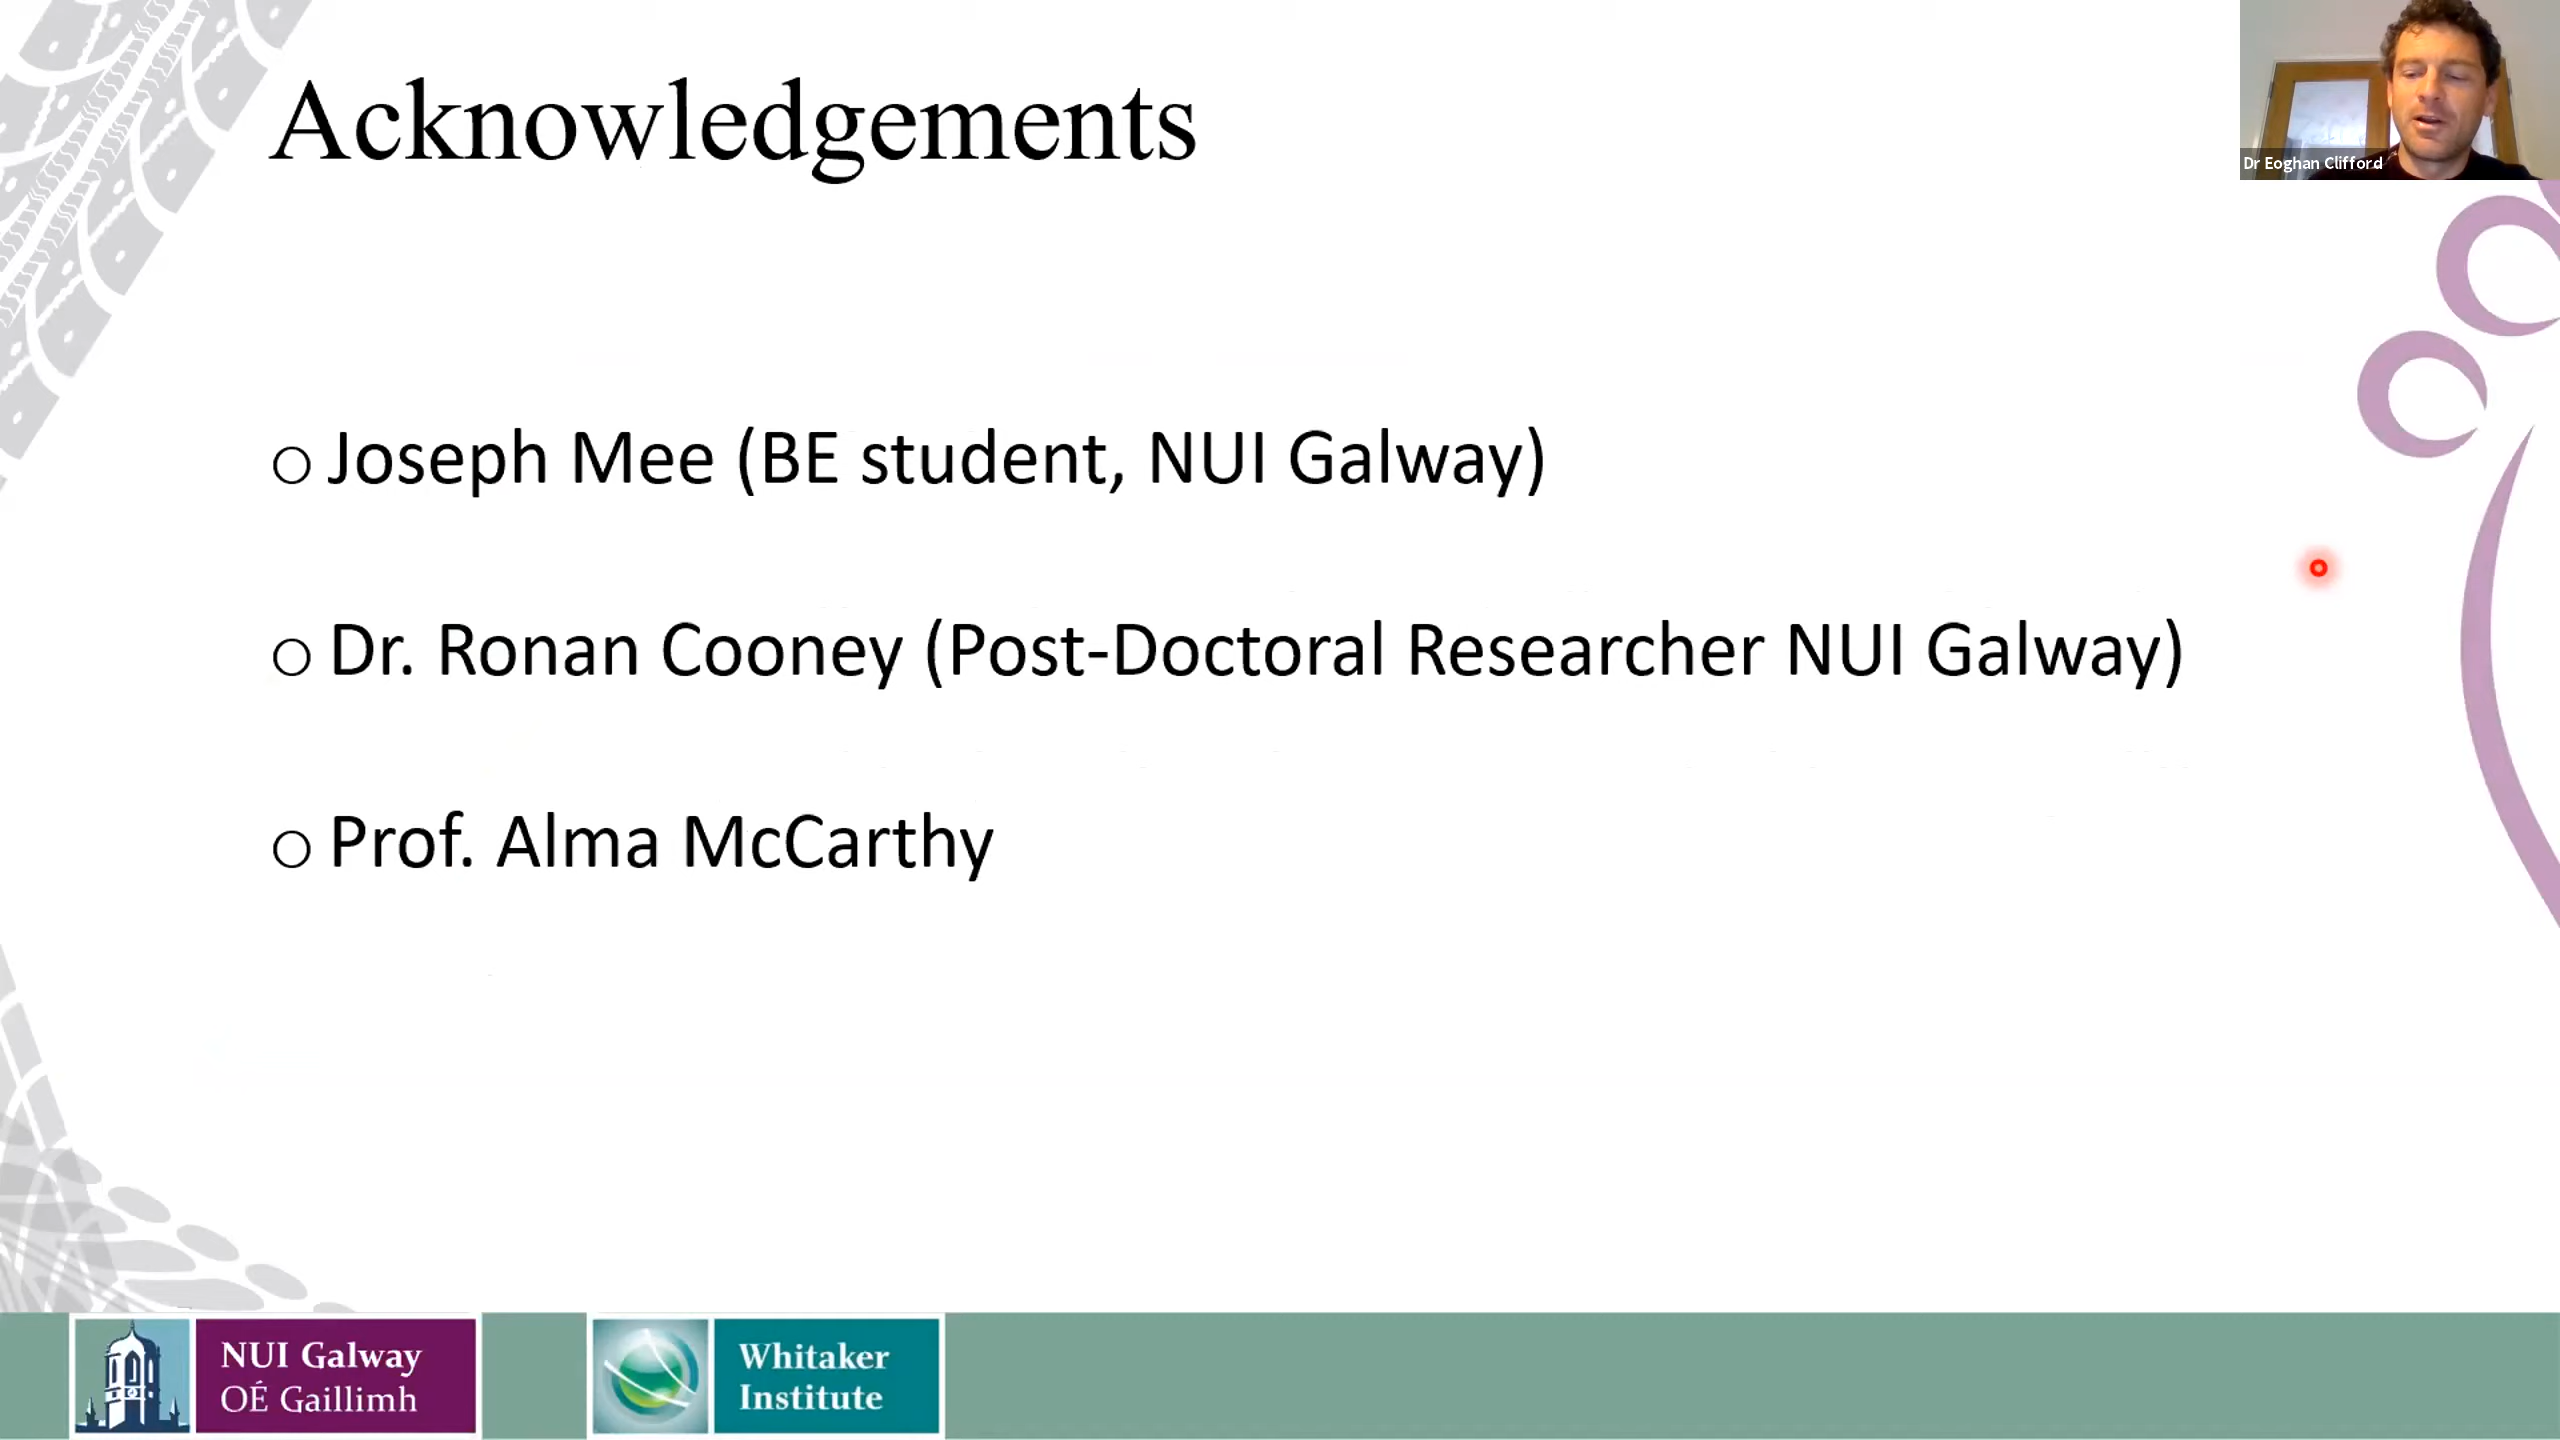 Acknowledgements
Dr Eoghan Clifford
o Joseph Mee (BE student, NUI Galway)
o Dr. Ronan Cooney (Post-Doctoral Researcher NUI Galway)
o Prof. Alma McCarthy
NUI Galway
OÉ Gaillimh
Whitaker
Institute